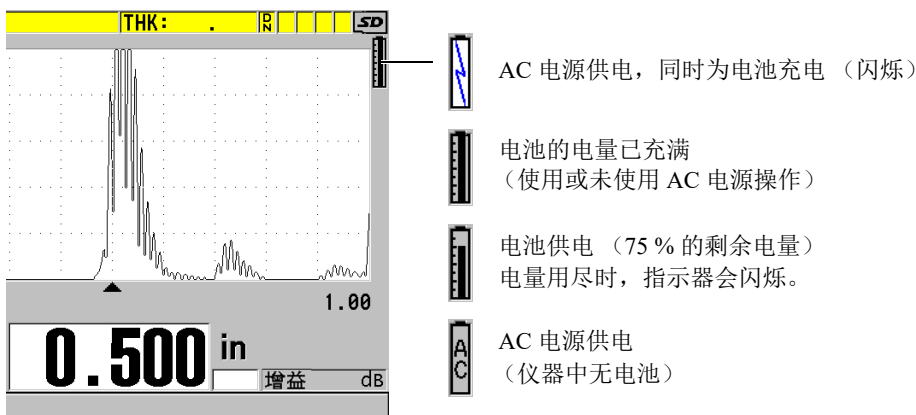 THK: .
DN
SD
AC 电源供电，同时为电池充电 （闪烁）
电池的电量已充满
（使用或未使用 AC 电源操作）
电池供电 （75 % 的剩余电量）
电量用尽时，指示器会闪烁。
1.00
0.500 in
增益 dB
AC
AC 电源供电
（仪器中无电池）